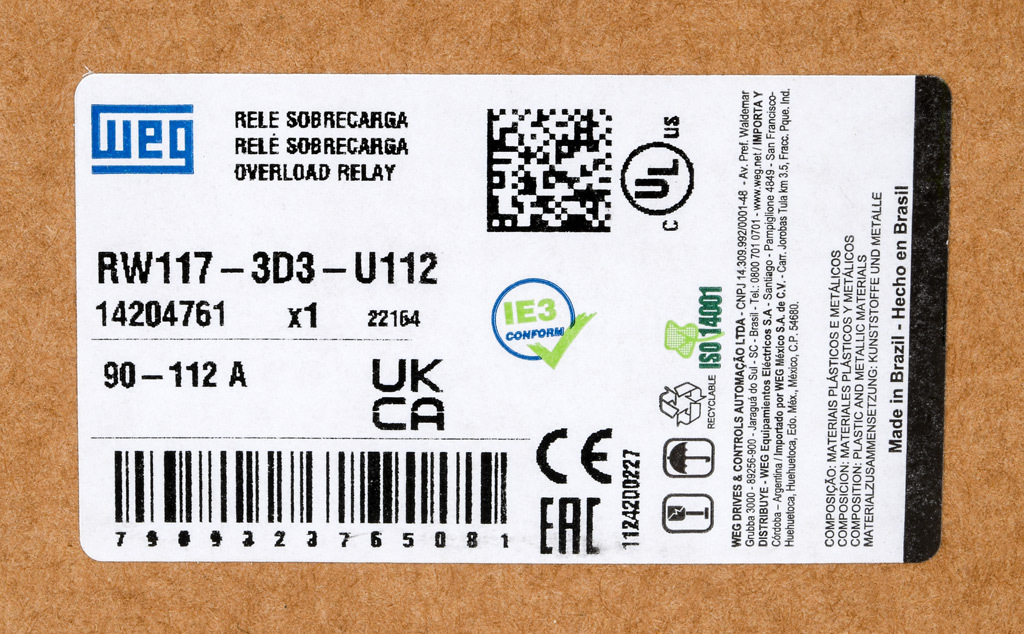 weg
RELE SOBRECARGA
RELÉ SOBRECARGA
OVERLOAD RELAY
RW117-3D3-U112
14204761 x1 22164
90-112 A
UK
CA
7 9 8 9 3 2 3 7 6 5 0 8 1
C UL US
IE3
CONFORM
CE
EAC
11242D0227
ISO 14001
RECYCLABLE
WEG DRIVES & CONTROLS AUTOMAÇÃO LTDA - CNPJ 14.309.992/0001-48 - Av. Pref. Waldemar
Grubba 3000 - 89256-900 - Jaraguá do Sul - SC - Brasil - Tel.: 0800 701 0701 - www.weg.net / IMPORTA Y
DISTRIBUYE - WEG Equipamientos Eléctricos S.A - Santiago - Pampiglione 4849 - San Francisco-
Córdoba – Argentina / Importado por WEG México S.A. de C.V. - Carr. Jorobas Tula km 3.5, Fracc. Pque. Ind.
Huehuetoca, Huehuetoca, Edo. Méx., México, C.P. 54680.
COMPOSIÇÃO: MATERIAIS PLÁSTICOS E METÁLICOS
COMPOSICION: MATERIALES PLÁSTICOS Y METÁLICOS
COMPOSITION: PLASTIC AND METALLIC MATERIALS
MATERIALZUSAMMENSETZUNG: KUNSTSTOFFE UND METALLE
Made in Brazil - Hecho en Brasil